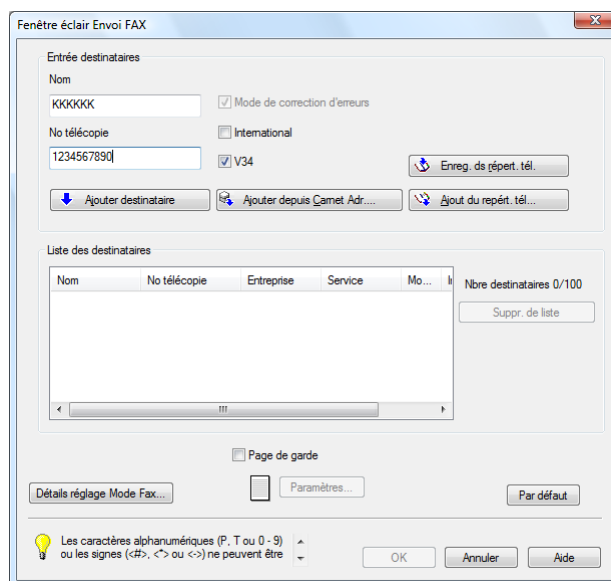 Fenêtre éclair Envoi FAX
Entrée destinataires
Nom
KKKKKK
Mode de correction d'erreurs
No télécopie
International
1234567890
V34
Enreg. ds répert. tél.
Ajouter destinataire
Ajouter depuis Carnet Adr....
Ajout du repért. tél...
Liste des destinataires
Nom No télécopie Entreprise Service Mo...
Nbre destinataires 0/100
Suppr. de liste
Page de garde
Détails réglage Mode Fax...
Paramètres...
Par défaut
Les caractères alphanumériques (P, T ou 0 - 9)
ou les signes (<#>, <*> ou <->) ne peuvent être
OK Annuler Aide